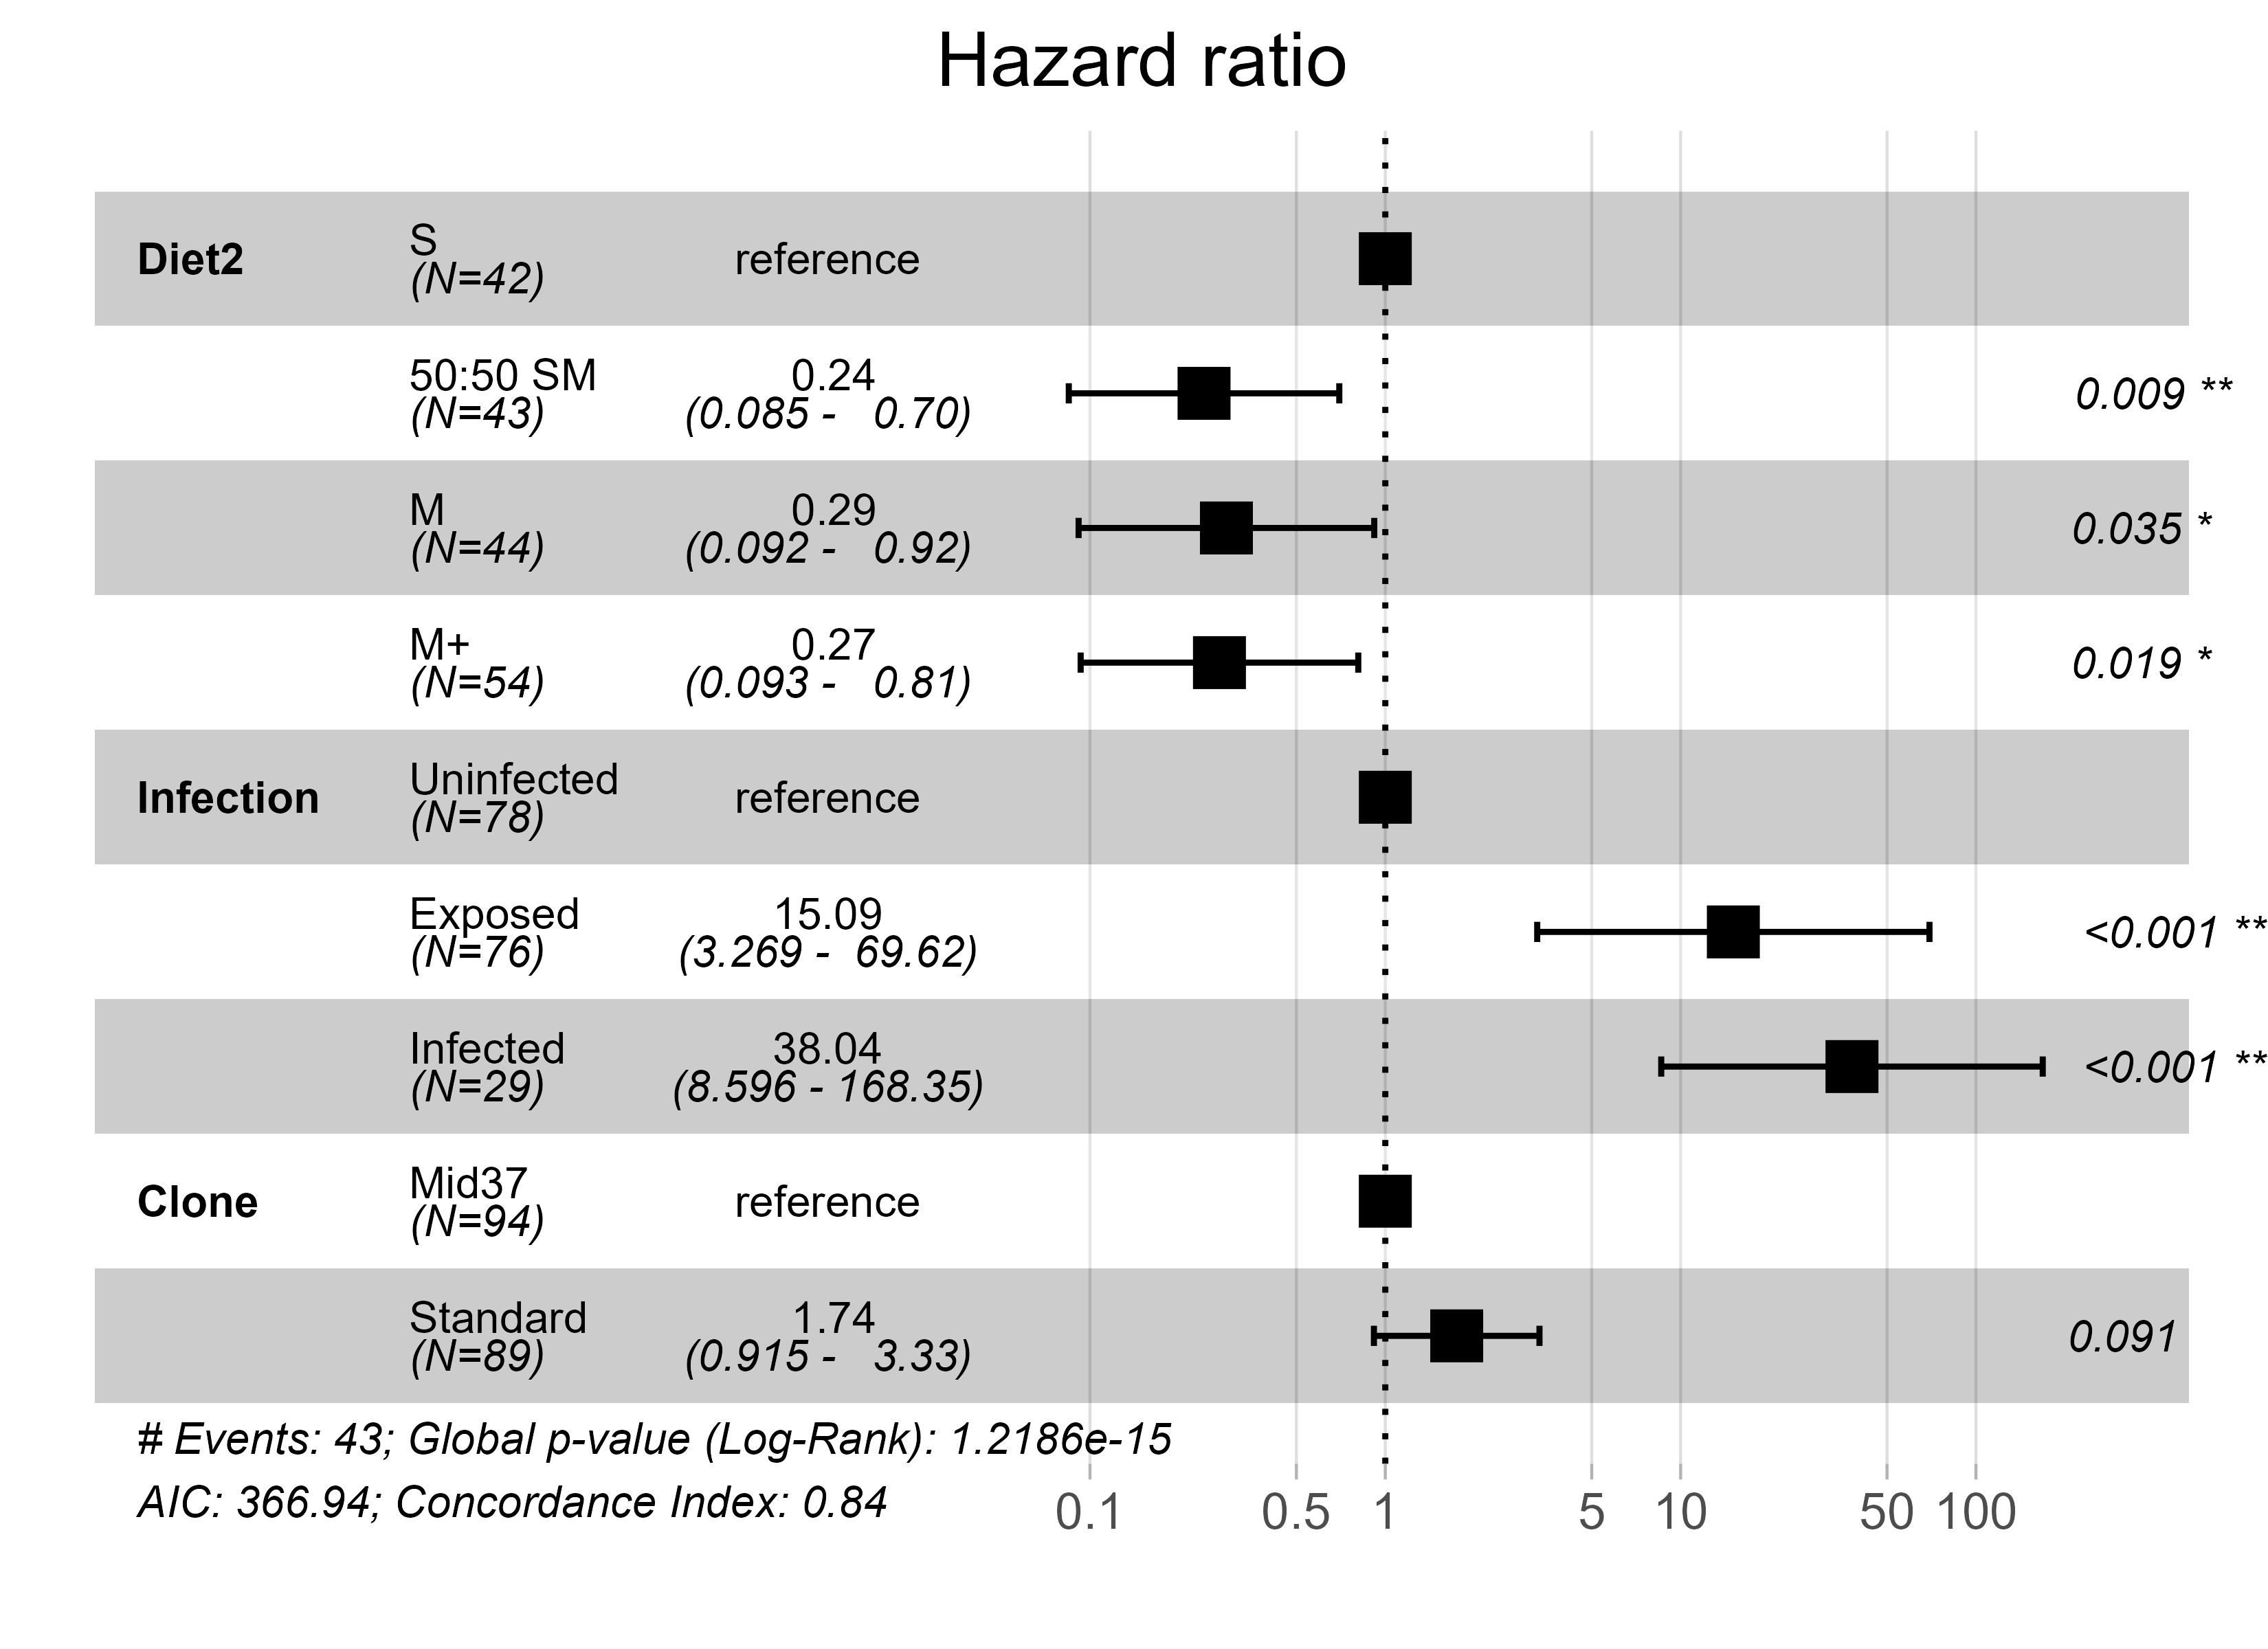 Hazard ratio
Diet2 S (N=42) reference
50:50 SM (N=43) 0.24 (0.085 - 0.70) 0.009 **
M (N=44) 0.29 (0.092 - 0.92) 0.035 *
M+ (N=54) 0.27 (0.093 - 0.81) 0.019 *
Infection Uninfected (N=78) reference
Exposed (N=76) 15.09 (3.269 - 69.62) <0.001 **
Infected (N=29) 38.04 (8.596 - 168.35) <0.001 **
Clone Mid37 (N=94) reference
Standard (N=89) 1.74 (0.915 - 3.33) 0.091
# Events: 43; Global p-value (Log-Rank): 1.2186e-15
AIC: 366.94; Concordance Index: 0.84
0.1 0.5 1 5 10 50 100